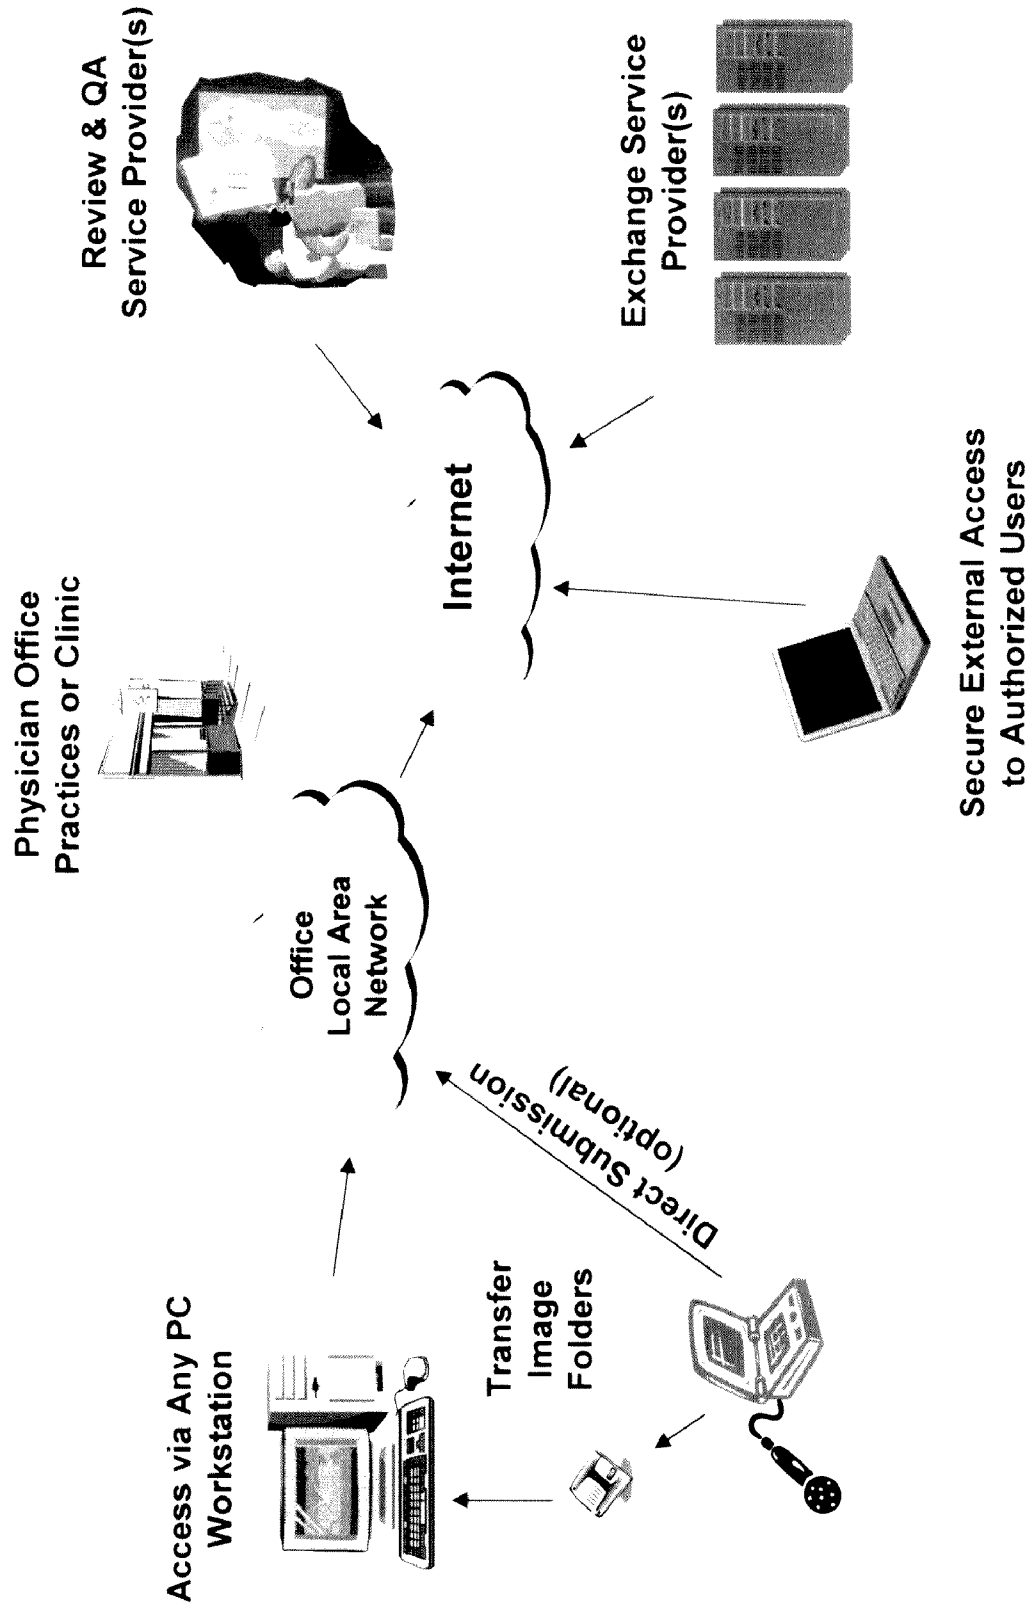 Physician Office
Practices or Clinic
Access via Any PC
Workstation
Review & QA
Service Provider(s)
Office
Local Area
Network
Internet
Transfer
Image
Folders
Direct Submission
(optional)
Exchange Service
Provider(s)
Secure External Access
to Authorized Users